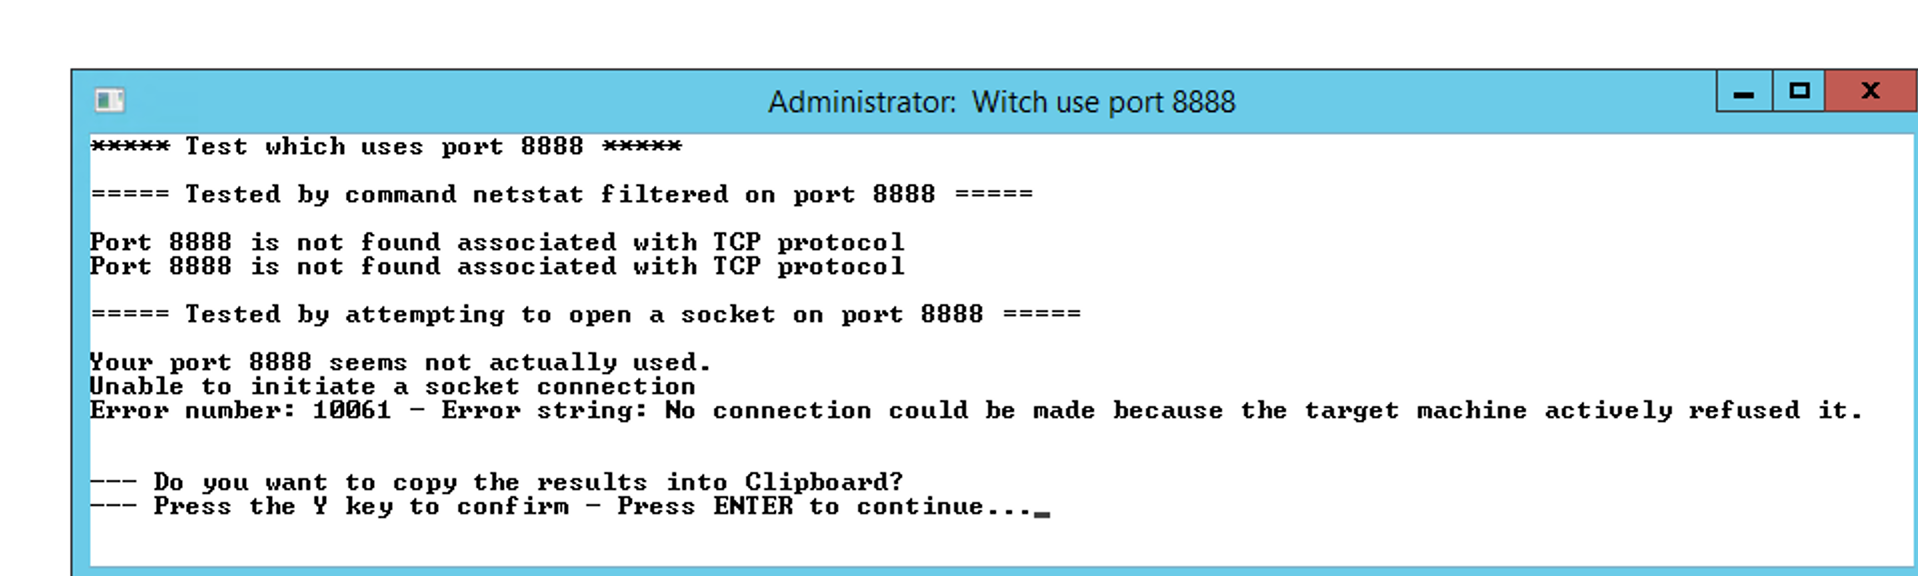 Administrator:  Witch use port 8888
***** Test which uses port 8888 *****
===== Tested by command netstat filtered on port 8888 =====
Port 8888 is not found associated with TCP protocol
Port 8888 is not found associated with TCP protocol
===== Tested by attempting to open a socket on port 8888 =====
Your port 8888 seems not actually used.
Unable to initiate a socket connection
Error number: 10061 - Error string: No connection could be made because the target machine actively refused it.
--- Do you want to copy the results into Clipboard?
--- Press the Y key to confirm - Press ENTER to continue..._